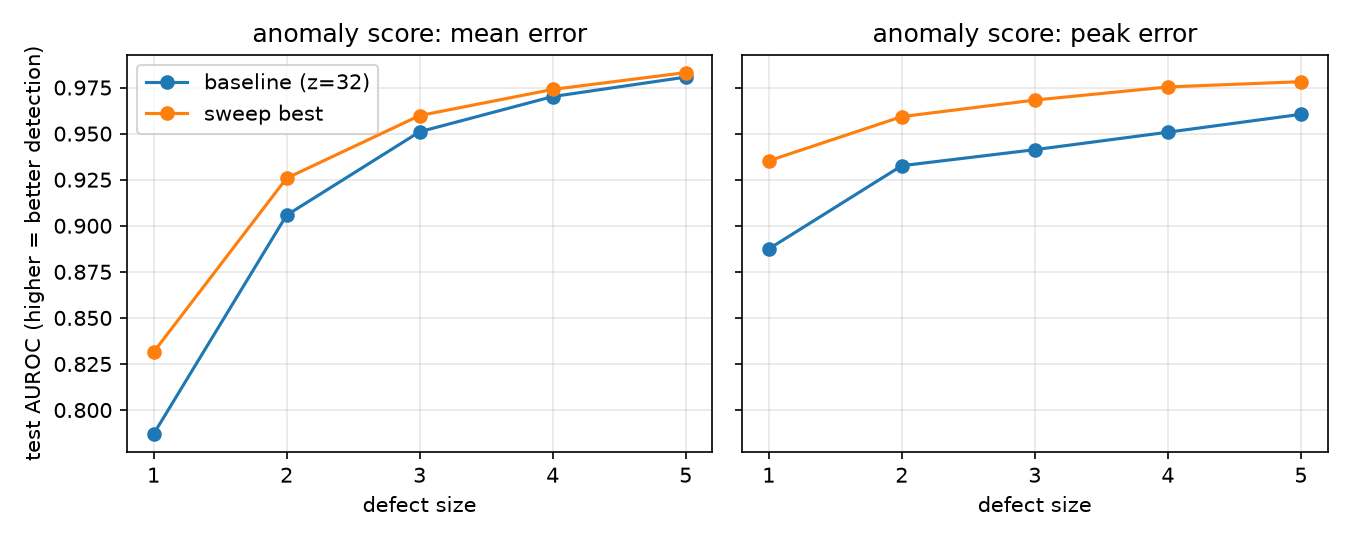 anomaly score: mean error
anomaly score: peak error
test AUROC (higher = better detection)
0.975
0.950
0.925
0.900
0.875
0.850
0.825
0.800
baseline (z=32)
sweep best
1 2 3 4 5
1 2 3 4 5
defect size
defect size